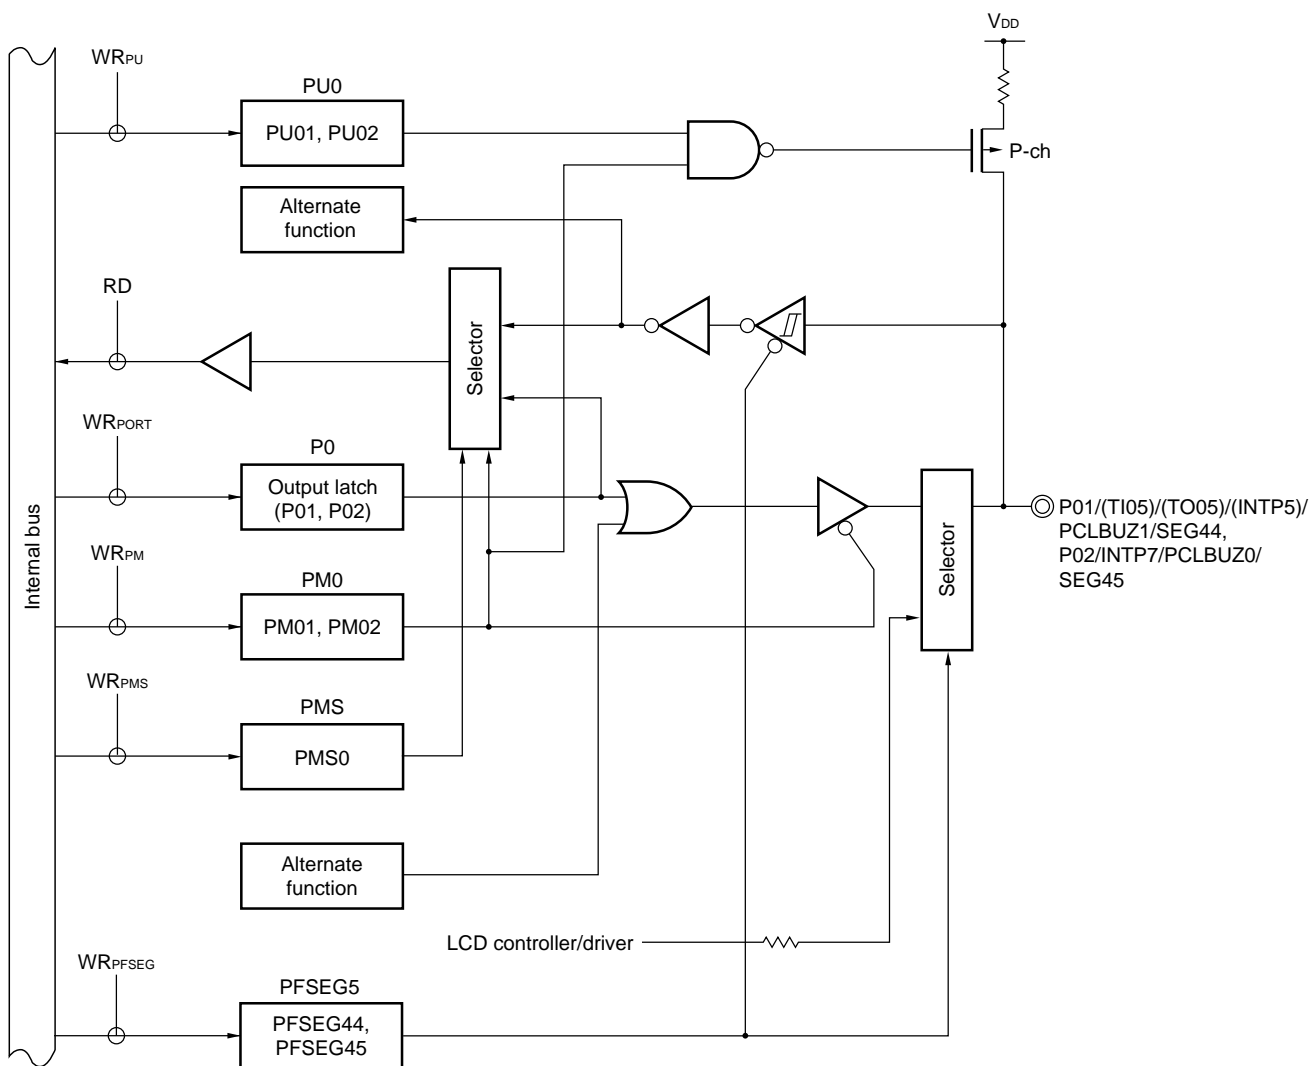 VDD
WRPU
PU0
PU01, PU02
P-ch
Alternate
function
RD
Selector
WRPORT
P0
Output latch
(P01, P02)
Internal bus
Selector
P01/(TI05)/(TO05)/(INTP5)/
PCLBUZ1/SEG44,
P02/INTP7/PCLBUZ0/
SEG45
WRPM
PM0
PM01, PM02
WRPMS
PMS
PMS0
Alternate
function
LCD controller/driver
WRPFSEG
PFSEG5
PFSEG44,
PFSEG45